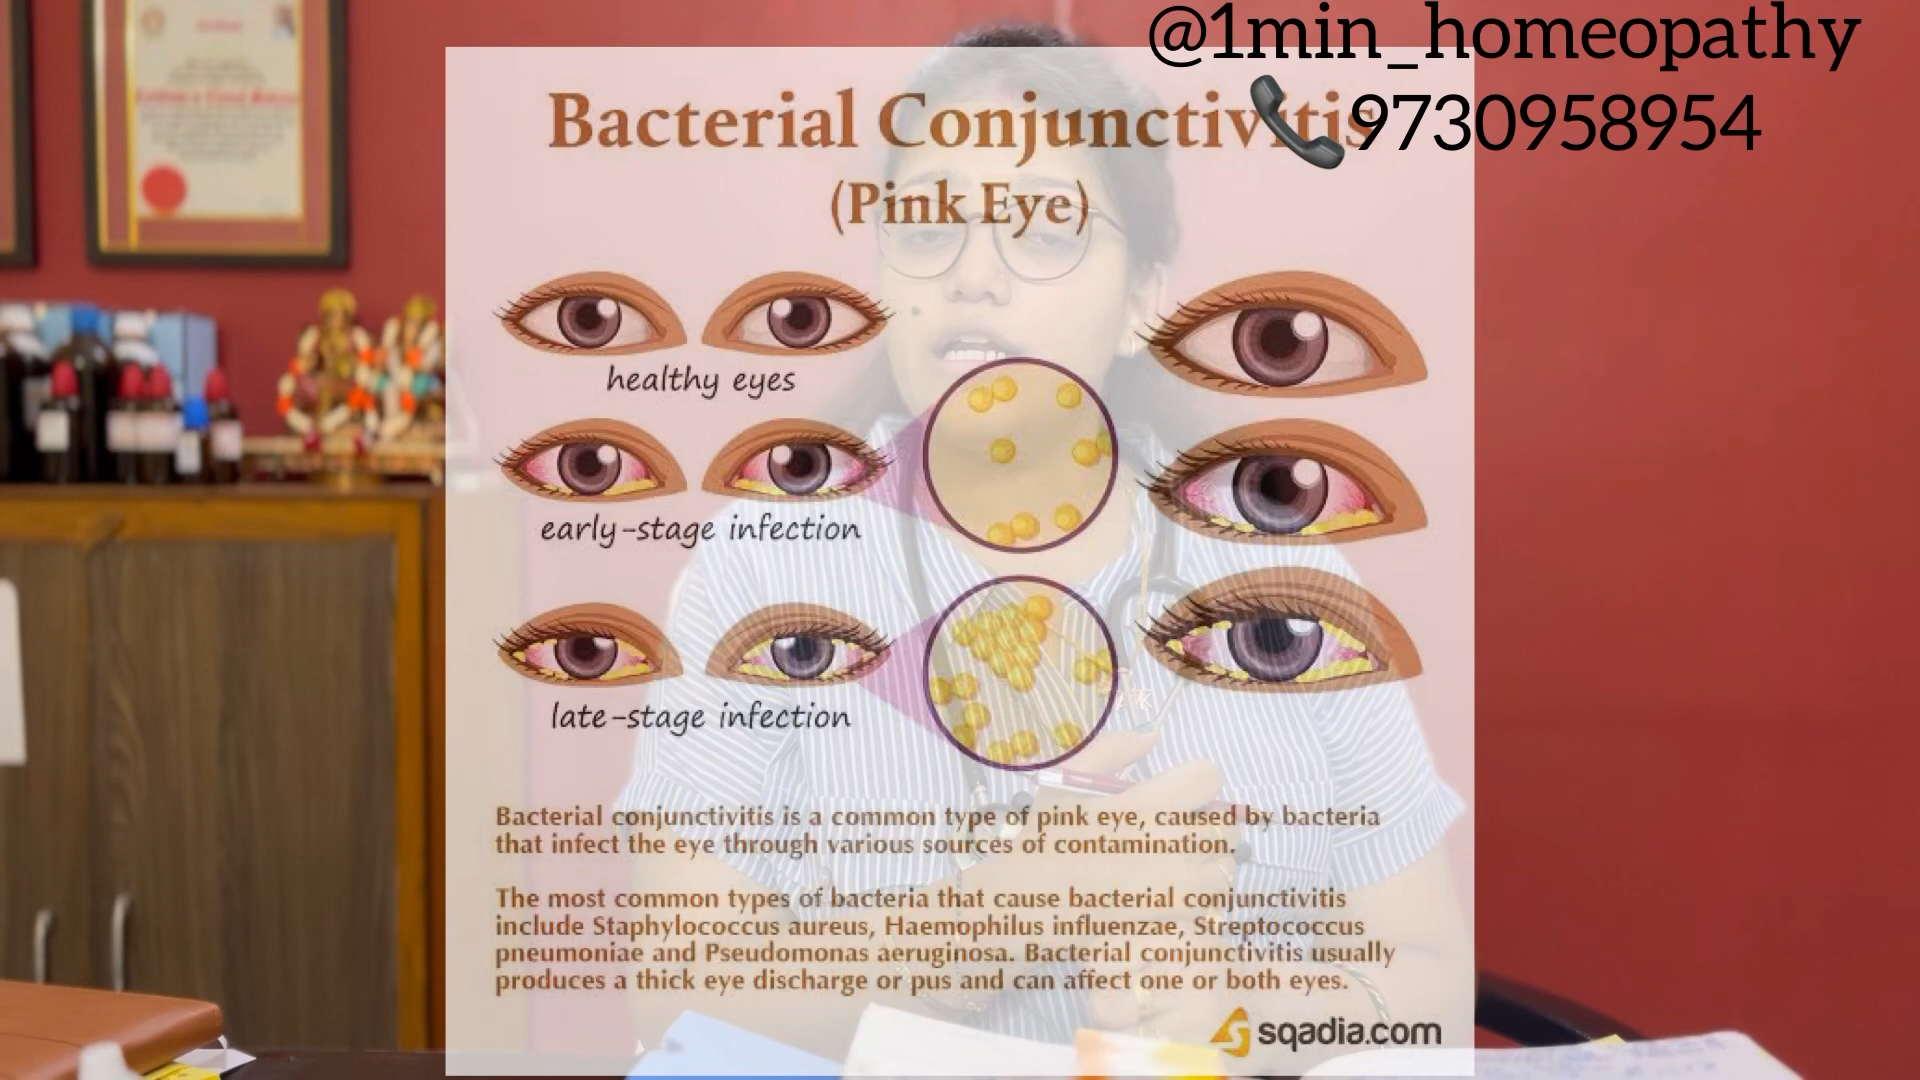 @1min_homeopathy
9730958954
Bacterial Conjunctivitis
(Pink Eye)
healthy eyes
early-stage infection
late-stage infection
Bacterial conjunctivitis is a common type of pink eye, caused by bacteria
that infect the eye through various sources of contamination.
The most common types of bacteria that cause bacterial conjunctivitis
include Staphylococcus aureus, Haemophilus influenzae, Streptococcus
pneumoniae and Pseudomonas aeruginosa. Bacterial conjunctivitis usually
produces a thick eye discharge or pus and can affect one or both eyes.
sqadia.com